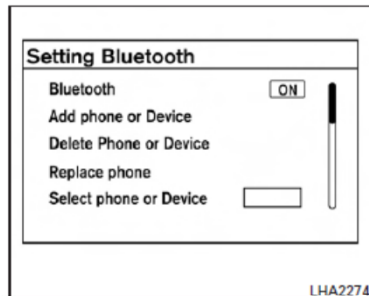 Setting Bluetooth
Bluetooth ON
Add phone or Device
Delete Phone or Device
Replace phone
Select phone or Device
LHA2274